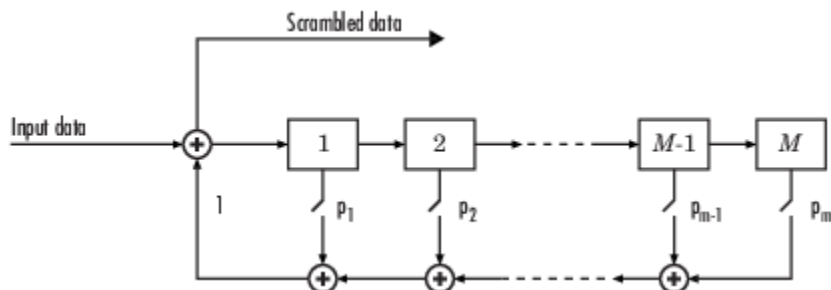 Scrambled data
Input data
1 2 M-1 M
1 p1 p2 pm-1 pm